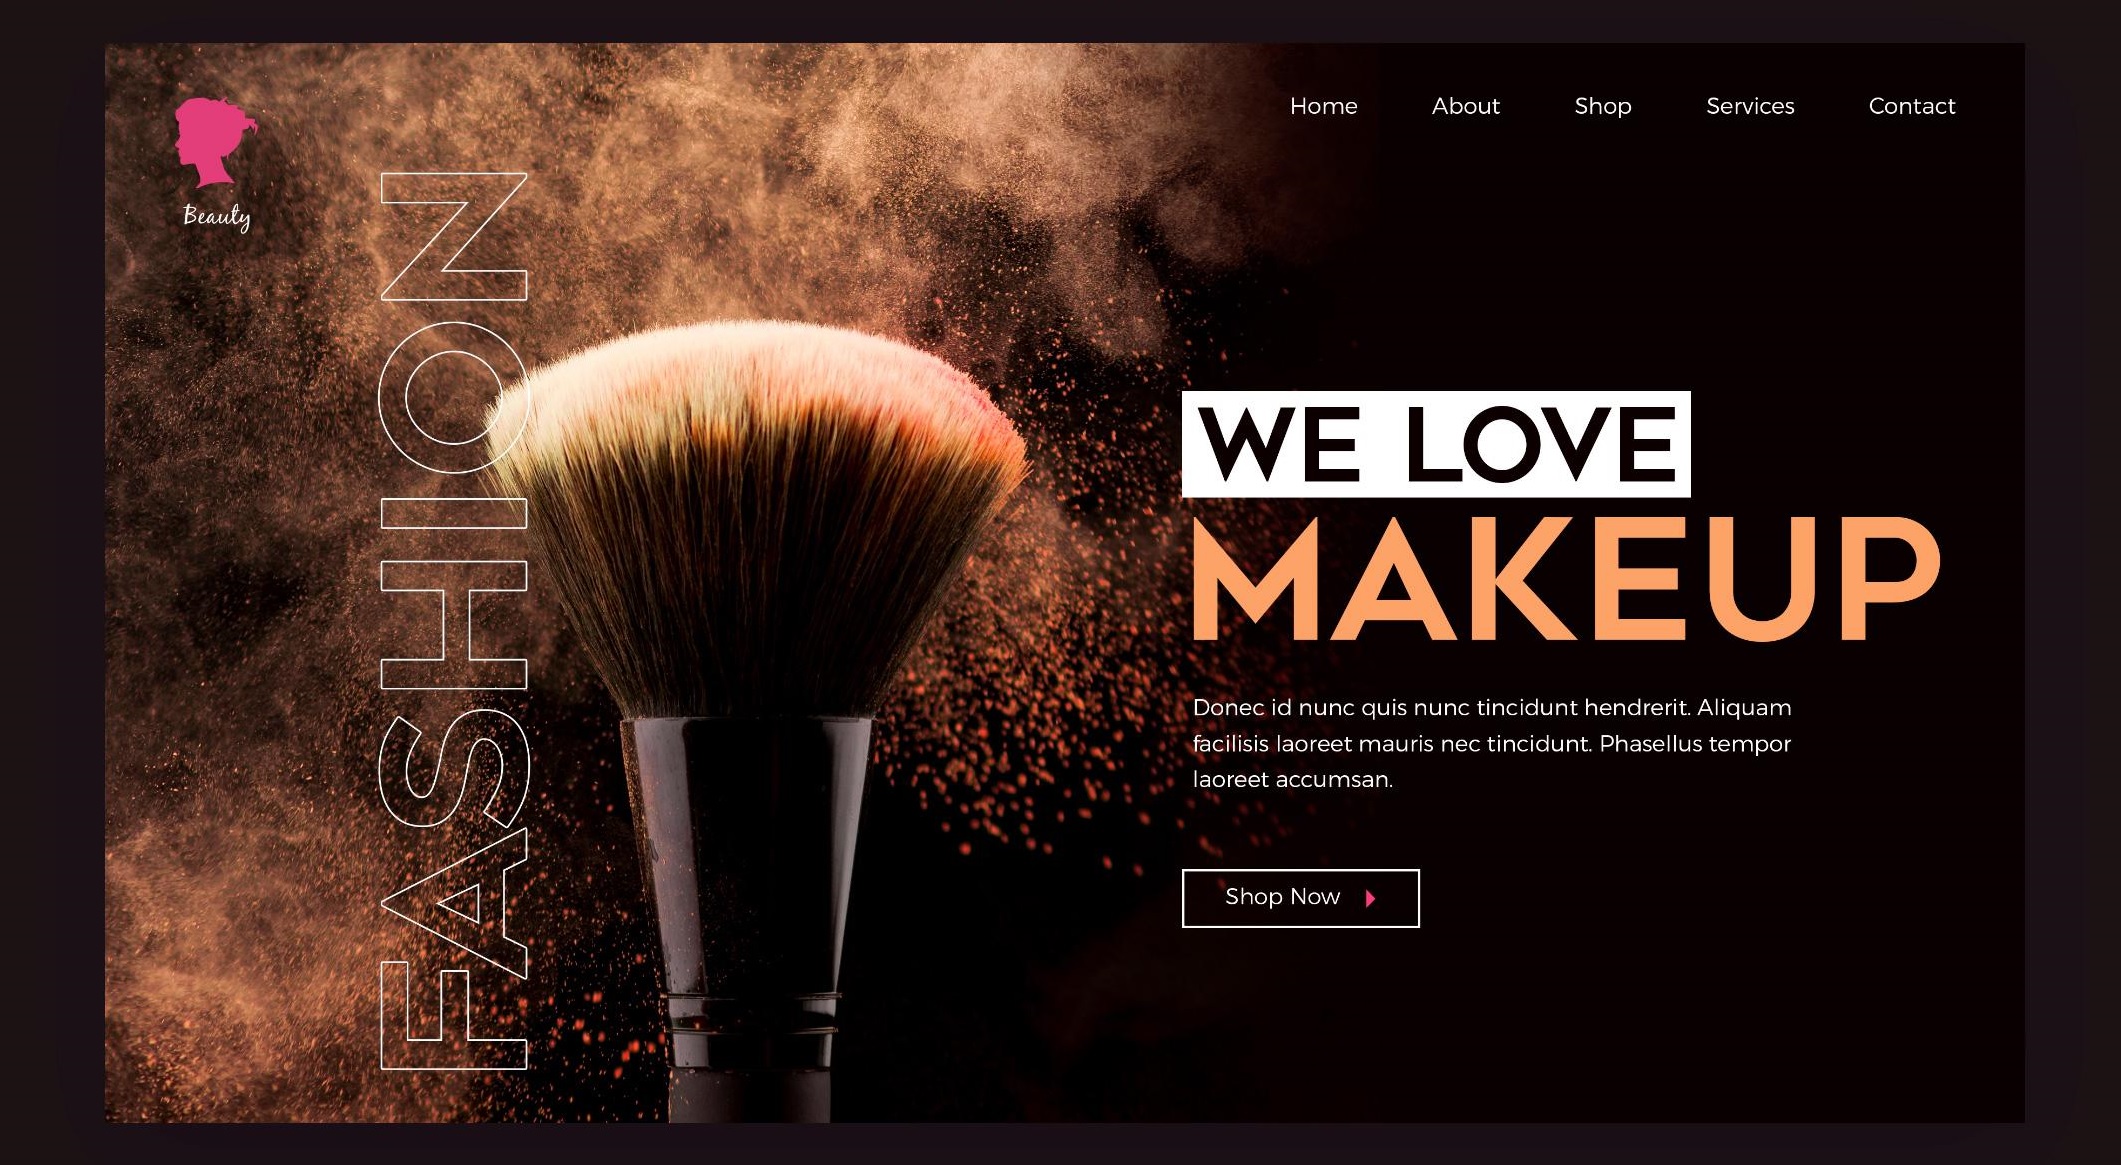 Beauty
Home About Shop Services Contact
FASHION
WE LOVE
MAKEUP
Donec id nunc quis nunc tincidunt hendrerit. Aliquam
facilisis laoreet mauris nec tincidunt. Phasellus tempor
laoreet accumsan.
Shop Now